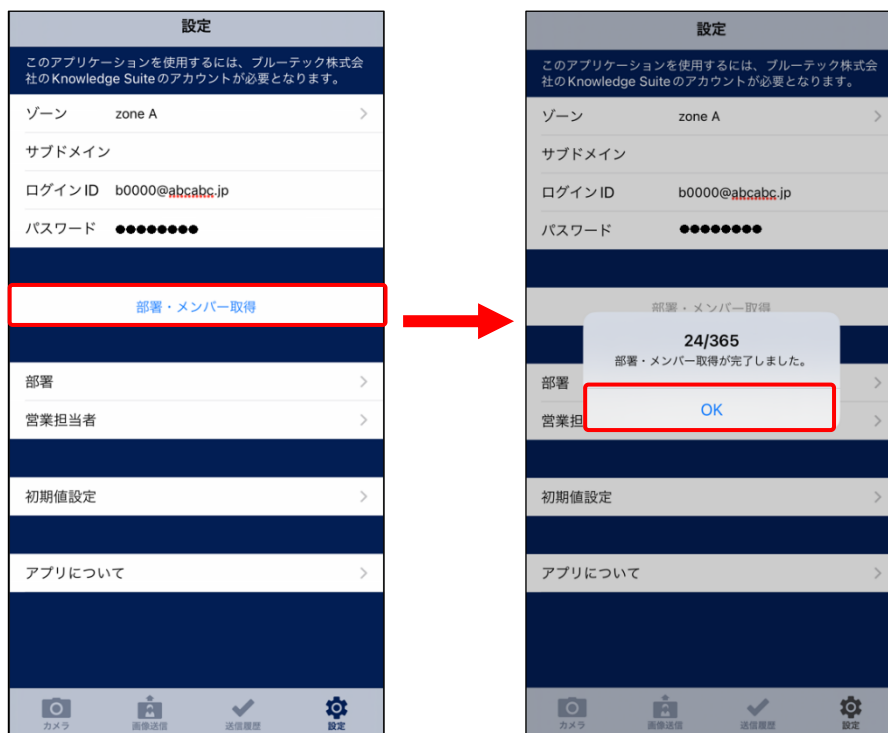 設定
このアプリケーションを使用するには、ブルーテック株式会
社のKnowledge Suiteのアカウントが必要となります。
ゾーン zone A
サブドメイン
ログインID b0000@abcabc.jp
パスワード ●●●●●●●●
部署・メンバー取得
部署
営業担当者
初期値設定
アプリについて
カメラ 画像送信 送信履歴 設定
設定
このアプリケーションを使用するには、ブルーテック株式会
社のKnowledge Suiteのアカウントが必要となります。
ゾーン zone A
サブドメイン
ログインID b0000@abcabc.jp
パスワード ●●●●●●●●
部署・メンバー取得
24/365
部署・メンバー取得が完了しました。
部署
OK
営業担
初期値設定
アプリについて
カメラ 画像送信 送信履歴 設定